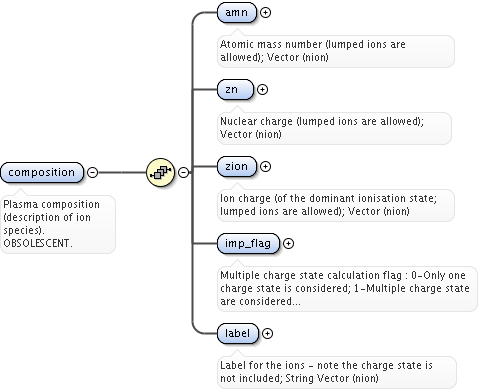 amn
Atomic mass number (lumped ions are
allowed); Vector (nion)
zn
Nuclear charge (lumped ions are allowed);
Vector (nion)
composition
Plasma composition
(description of ion
species).
OBSOLESCENT.
zion
Ion charge (of the dominant ionisation state;
lumped ions are allowed); Vector (nion)
imp_flag
Multiple charge state calculation flag : 0-Only one
charge state is considered; 1-Multiple charge state
are considered...
label
Label for the ions - note the charge state is
not included; String Vector (nion)